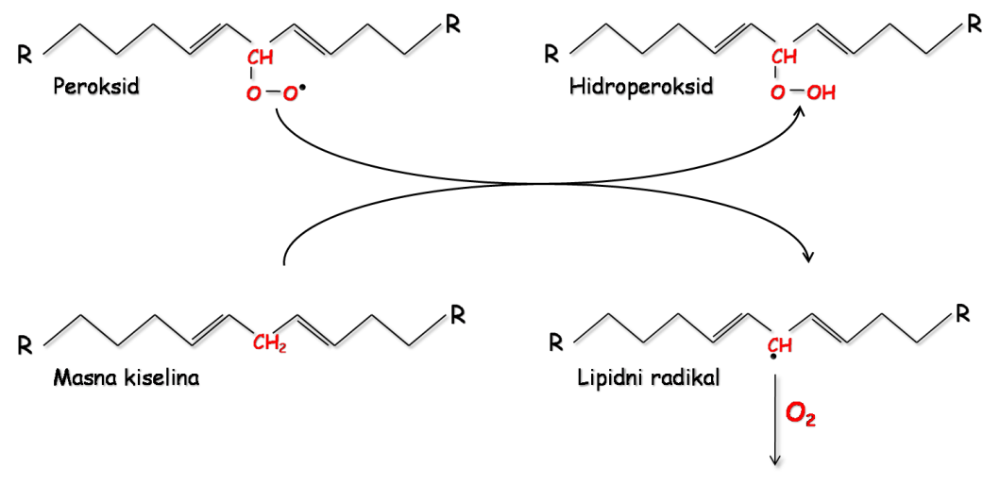 R R R R
CH CH
Peroksid Hidroperoksid
O–O• O–OH
R R R R
CH₂ CH
•
Masna kiselina Lipidni radikal
O₂